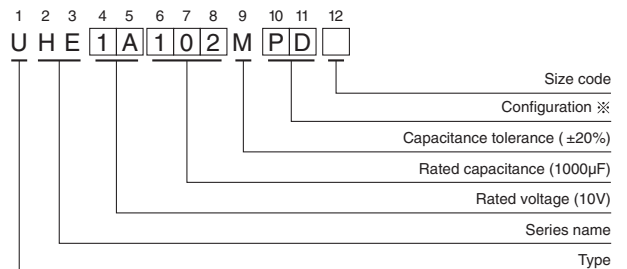 1 2 3 4 5 6 7 8 9 10 11 12
U H E 1 A 1 0 2 M P D
Size code
Configuration ※
Capacitance tolerance ( ±20%)
Rated capacitance (1000µF)
Rated voltage (10V)
Series name
Type